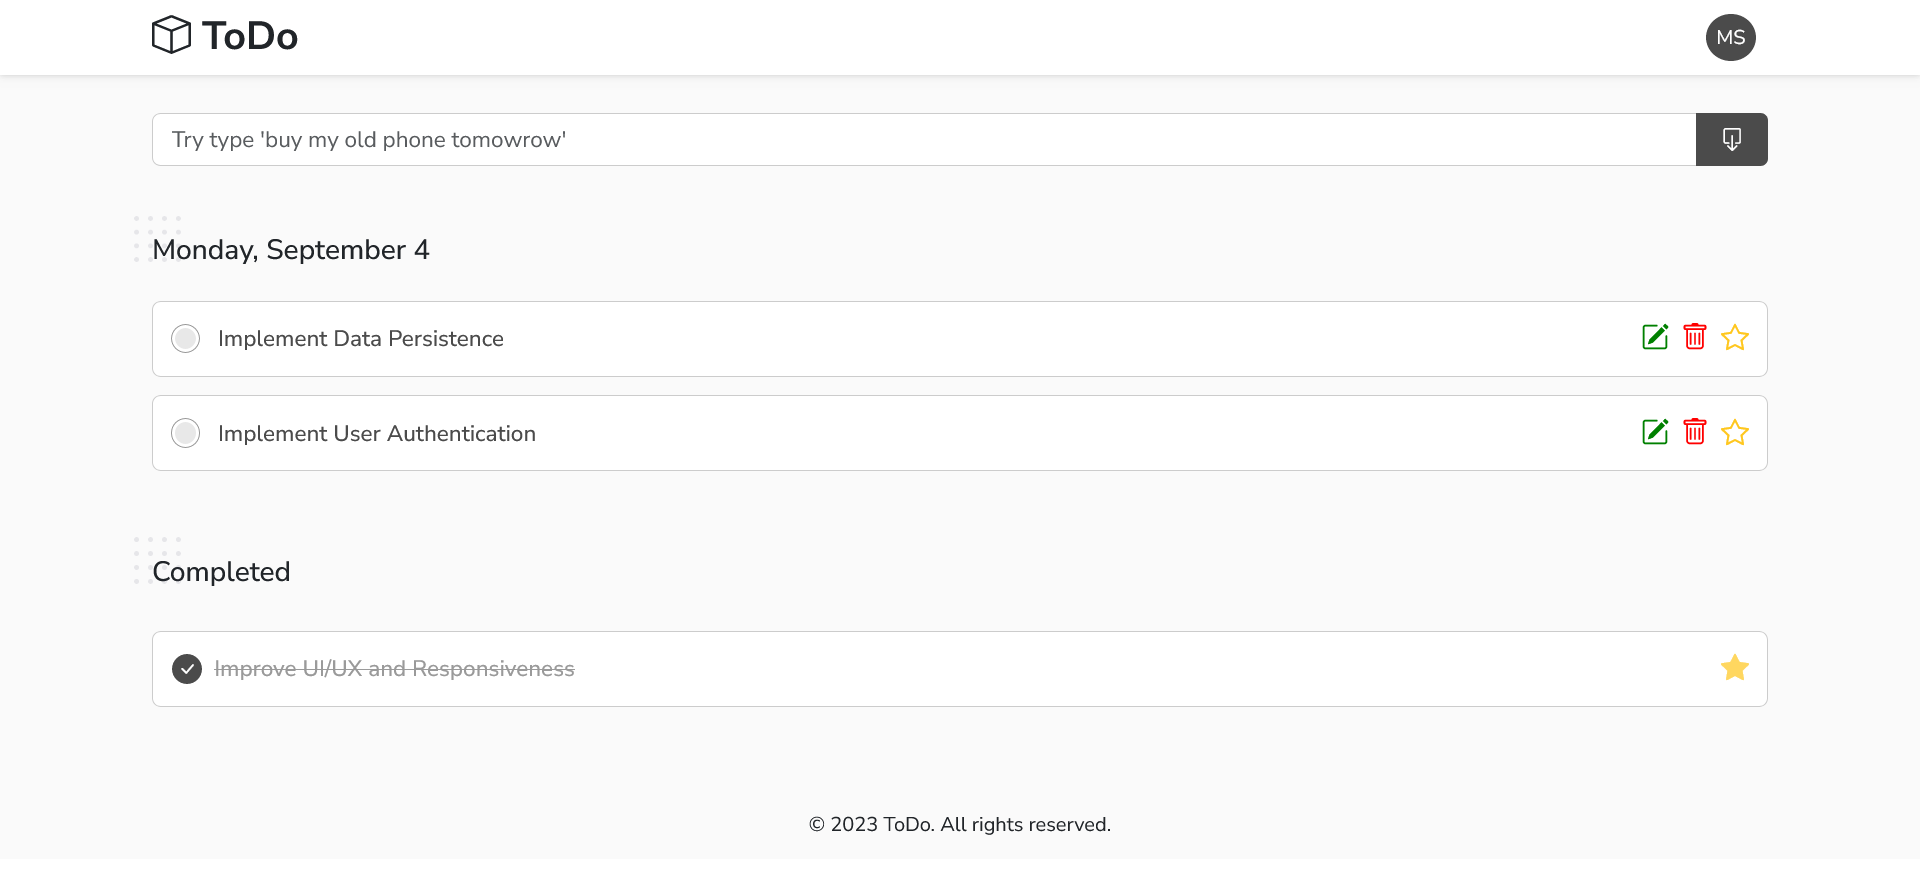 ToDo
MS
Try type 'buy my old phone tomowrow'
Monday, September 4
Implement Data Persistence
Implement User Authentication
Completed
Improve UI/UX and Responsiveness
© 2023 ToDo. All rights reserved.